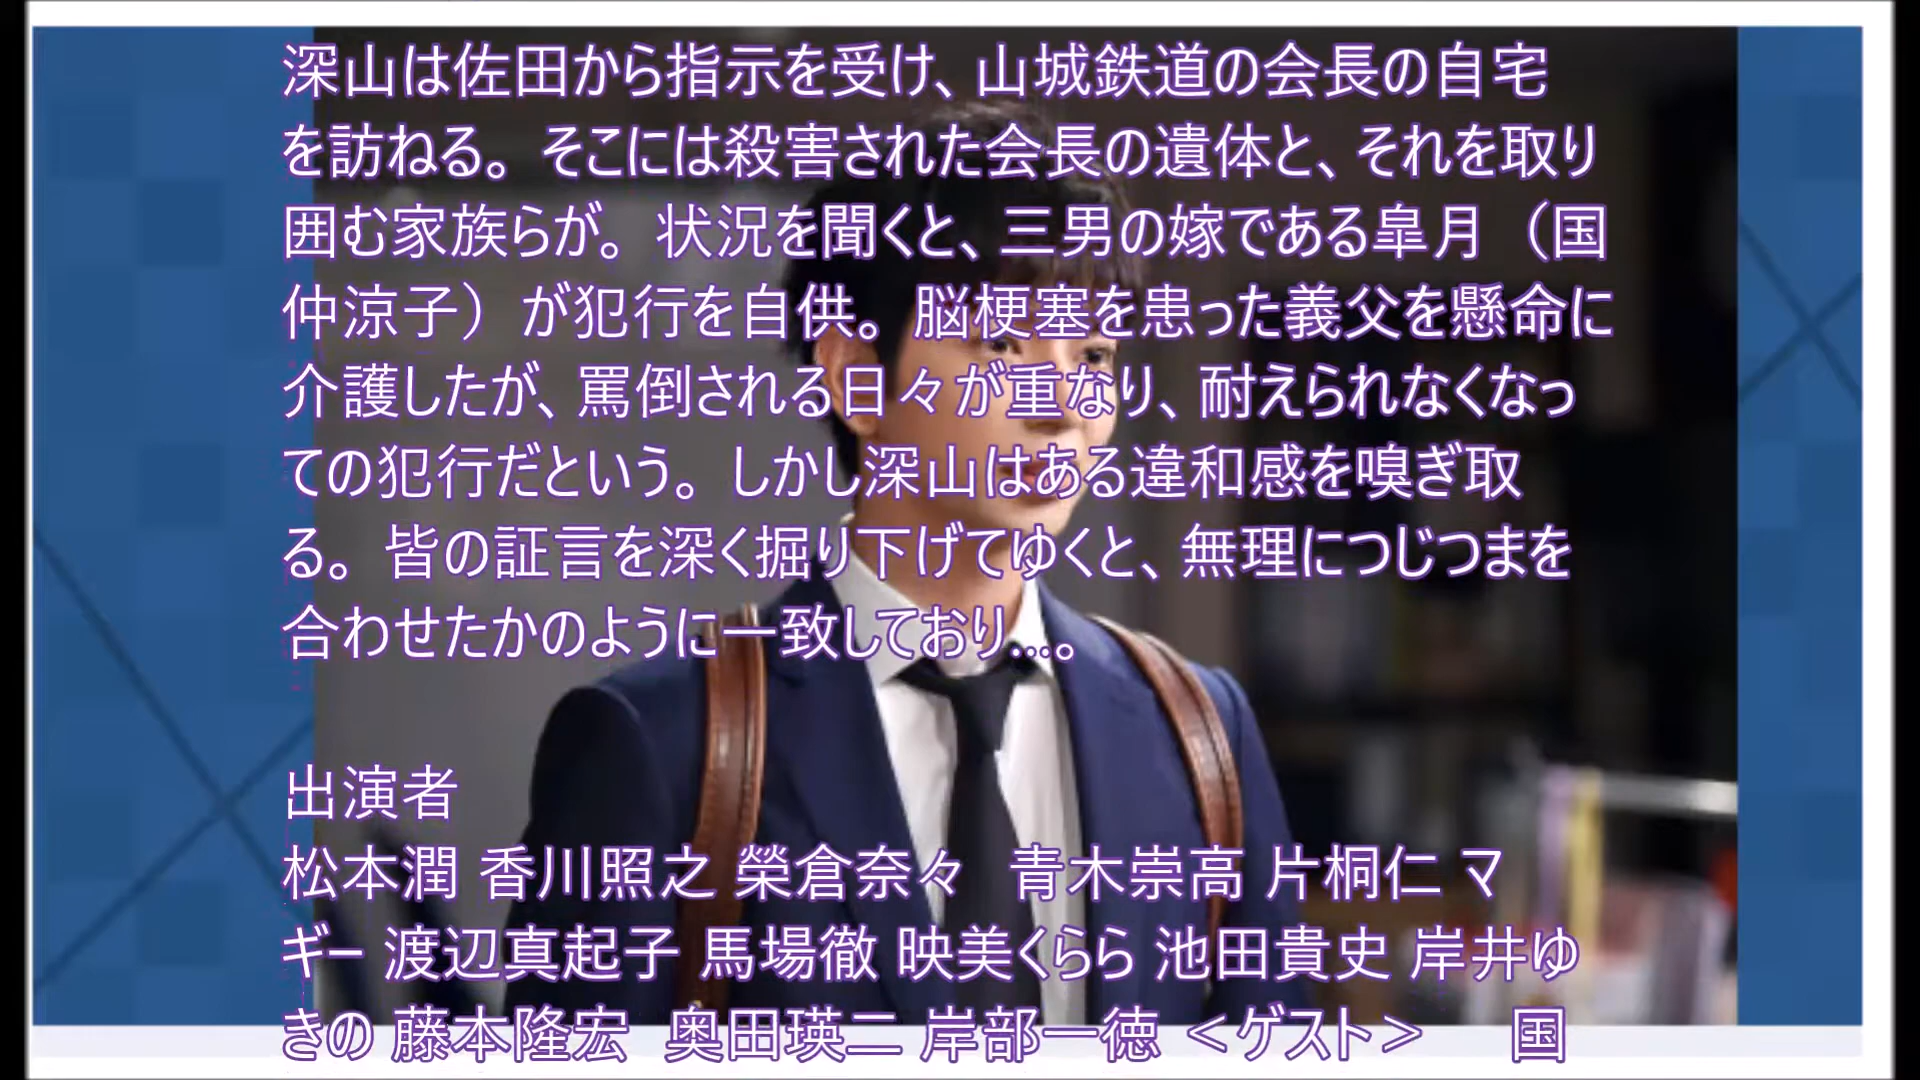 深山は佐田から指示を受け、山城鉄道の会長の自宅
を訪ねる。そこには殺害された会長の遺体と、それを取り
囲む家族らが。状況を聞くと、三男の嫁である皐月（国
仲涼子）が犯行を自供。脳梗塞を患った義父を懸命に
介護したが、罵倒される日々が重なり、耐えられなくなっ
ての犯行だという。しかし深山はある違和感を嗅ぎ取
る。皆の証言を深く掘り下げてゆくと、無理につじつまを
合わせたかのように一致しており…。
出演者
松本潤 香川照之 榮倉奈々　青木崇高 片桐仁 マ
ギー 渡辺真起子 馬場徹 映美くらら 池田貴史 岸井ゆ
きの 藤本隆宏　奥田瑛二 岸部一徳 ＜ゲスト＞　国